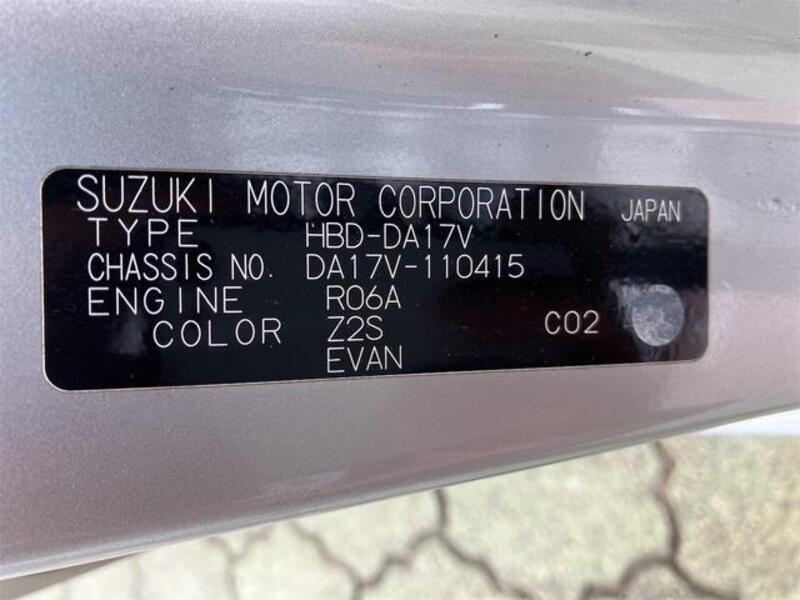 SUZUKI MOTOR CORPORATION JAPAN
TYPE HBD-DA17V
CHASSIS NO. DA17V-110415
ENGINE R06A
COLOR Z2S C02
EVAN